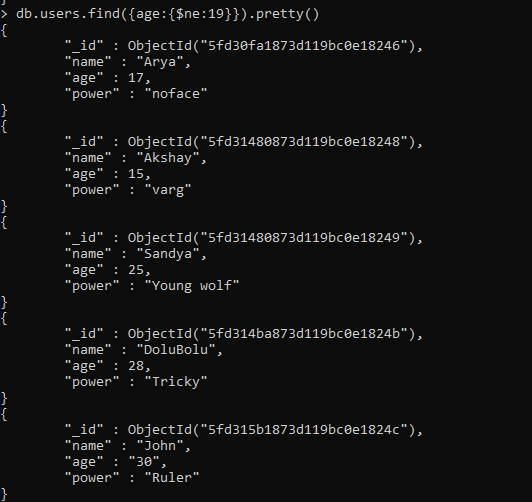 }
> db.users.find({age:{$ne:19}}).pretty()
{
        "_id" : ObjectId("5fd30fa1873d119bc0e18246"),
        "name" : "Arya",
        "age" : 17,
        "power" : "noface"
}
{
        "_id" : ObjectId("5fd31480873d119bc0e18248"),
        "name" : "Akshay",
        "age" : 15,
        "power" : "varg"
}
{
        "_id" : ObjectId("5fd31480873d119bc0e18249"),
        "name" : "Sandya",
        "age" : 25,
        "power" : "Young wolf"
}
{
        "_id" : ObjectId("5fd314ba873d119bc0e1824b"),
        "name" : "DoluBolu",
        "age" : 28,
        "power" : "Tricky"
}
{
        "_id" : ObjectId("5fd315b1873d119bc0e1824c"),
        "name" : "John",
        "age" : "30",
        "power" : "Ruler"
}